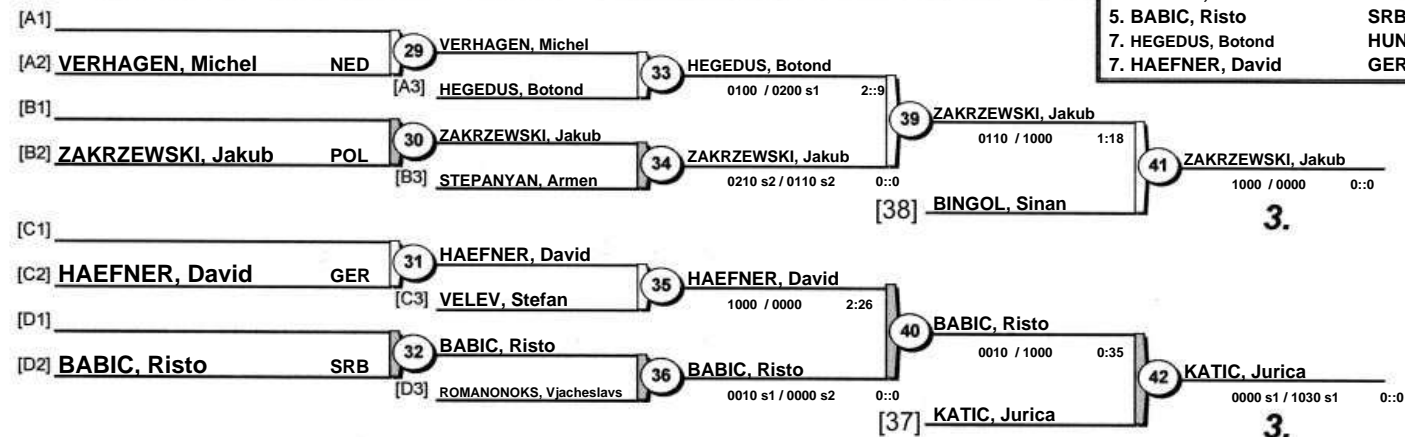 5. BABIC, Risto SRB
7. HEGEDUS, Botond HUN
7. HAEFNER, David GER
[A1]
[A2] VERHAGEN, Michel NED
29
VERHAGEN, Michel
[A3] HEGEDUS, Botond
33
HEGEDUS, Botond
0100 / 0200 s1 2::9
[B1]
[B2] ZAKRZEWSKI, Jakub POL
30
ZAKRZEWSKI, Jakub
[B3] STEPANYAN, Armen
34
ZAKRZEWSKI, Jakub
0210 s2 / 0110 s2 0::0
39
ZAKRZEWSKI, Jakub
0110 / 1000 1:18
[38] BINGOL, Sinan
41
ZAKRZEWSKI, Jakub
1000 / 0000 0::0
3.
[C1]
[C2] HAEFNER, David GER
31
HAEFNER, David
[C3] VELEV, Stefan
35
HAEFNER, David
1000 / 0000 2:26
[D1]
[D2] BABIC, Risto SRB
32
BABIC, Risto
[D3] ROMANONOKS, Vjacheslavs
36
BABIC, Risto
0010 s1 / 0000 s2 0::0
40
BABIC, Risto
0010 / 1000 0:35
[37] KATIC, Jurica
42
KATIC, Jurica
0000 s1 / 1030 s1 0::0
3.